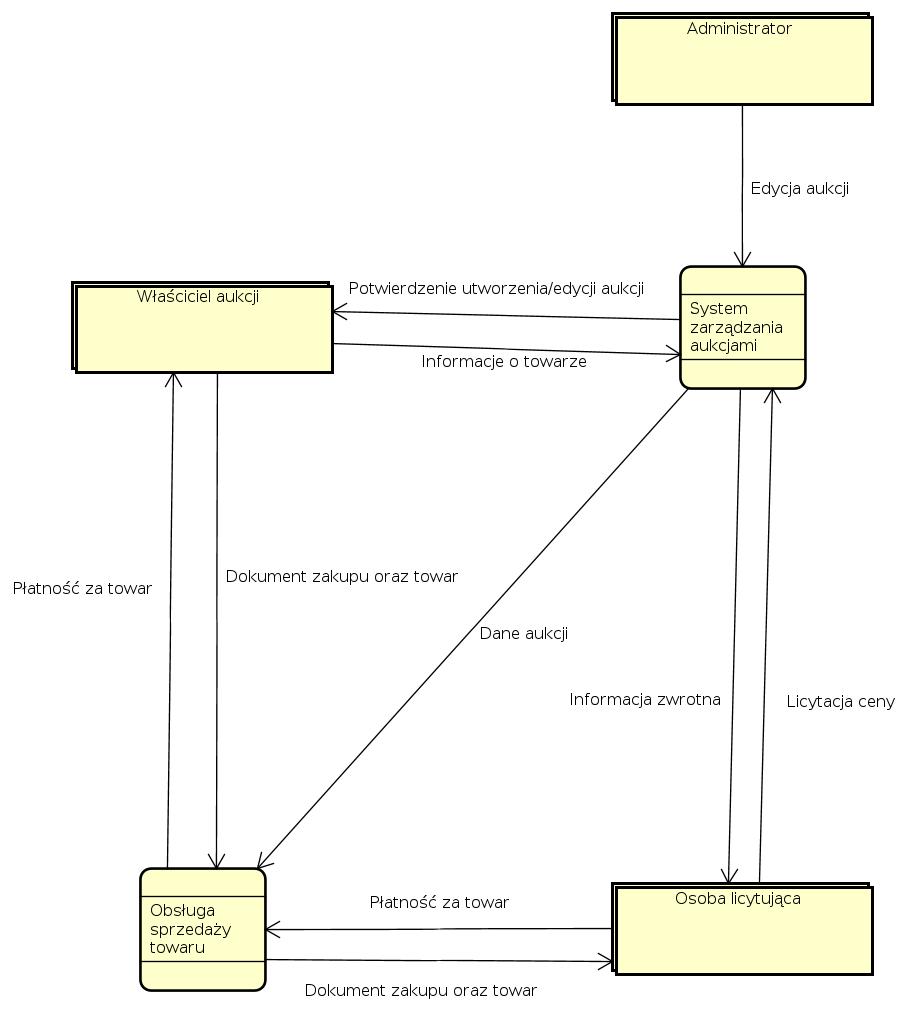 Administrator
Edycja aukcji
Potwierdzenie utworzenia/edycji aukcji
Właściciel aukcji
System
zarządzania
aukcjami
Informacje o towarze
Dokument zakupu oraz towar
Płatność za towar
Dane aukcji
Informacja zwrotna
Licytacja ceny
Płatność za towar
Osoba licytująca
Obsługa
sprzedaży
towaru
Dokument zakupu oraz towar